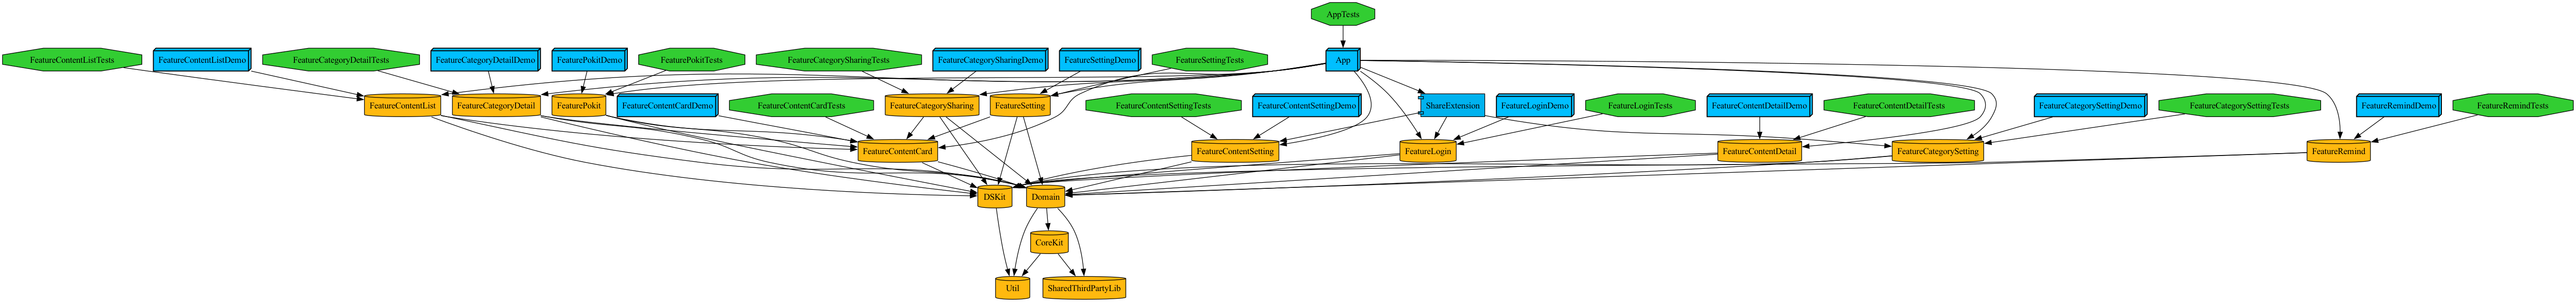 AppTests
FeatureContentListTests
FeatureContentListDemo
FeatureCategoryDetailTests
FeatureCategoryDetailDemo
FeaturePokitDemo
FeaturePokitTests
FeatureCategorySharingTests
FeatureCategorySharingDemo
FeatureSettingDemo
FeatureSettingTests
App
FeatureContentList
FeatureCategoryDetail
FeaturePokit
FeatureContentCardDemo
FeatureContentCardTests
FeatureCategorySharing
FeatureSetting
FeatureContentSettingTests
FeatureContentSettingDemo
ShareExtension
FeatureLoginDemo
FeatureLoginTests
FeatureContentDetailDemo
FeatureContentDetailTests
FeatureCategorySettingDemo
FeatureCategorySettingTests
FeatureRemindDemo
FeatureRemindTests
FeatureContentCard
FeatureContentSetting
FeatureLogin
FeatureContentDetail
FeatureCategorySetting
FeatureRemind
DSKit
Domain
CoreKit
Util
SharedThirdPartyLib